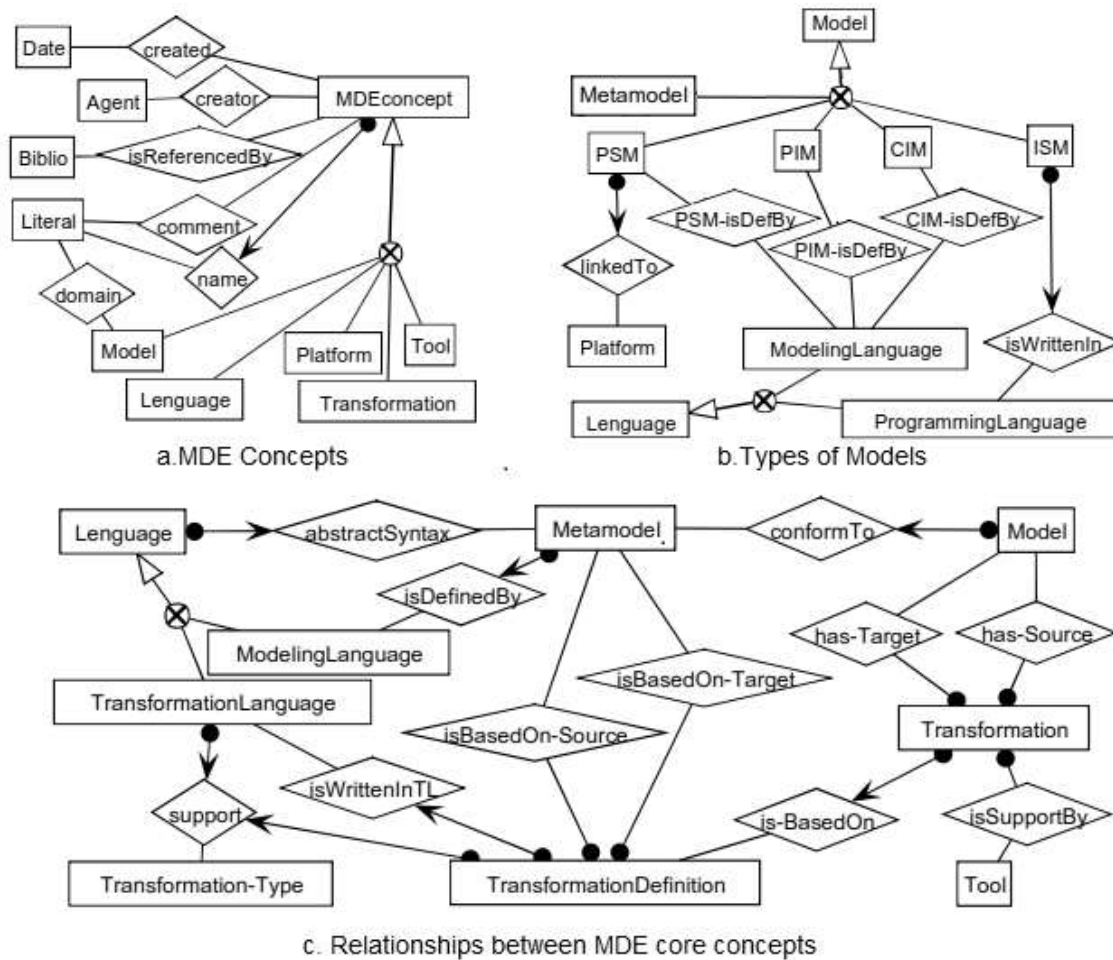 Date
created
Agent
creator
MDEconcept
Biblio
isReferencedBy
Literal
comment
name
domain
Model
Platform
Tool
Lenguage
Transformation
a.MDE Concepts
Model
Metamodel
PSM
PIM
CIM
ISM
PSM-isDefBy
CIM-isDefBy
PIM-isDefBy
linkedTo
Platform
ModelingLanguage
isWrittenIn
Lenguage
ProgrammingLanguage
b.Types of Models
Lenguage
abstractSyntax
Metamodel
conformTo
Model
isDefinedBy
ModelingLanguage
has-Target
has-Source
isBasedOn-Target
TransformationLanguage
isBasedOn-Source
Transformation
isWrittenInTL
support
is-BasedOn
isSupportBy
Transformation-Type
TransformationDefinition
Tool
c. Relationships between MDE core concepts